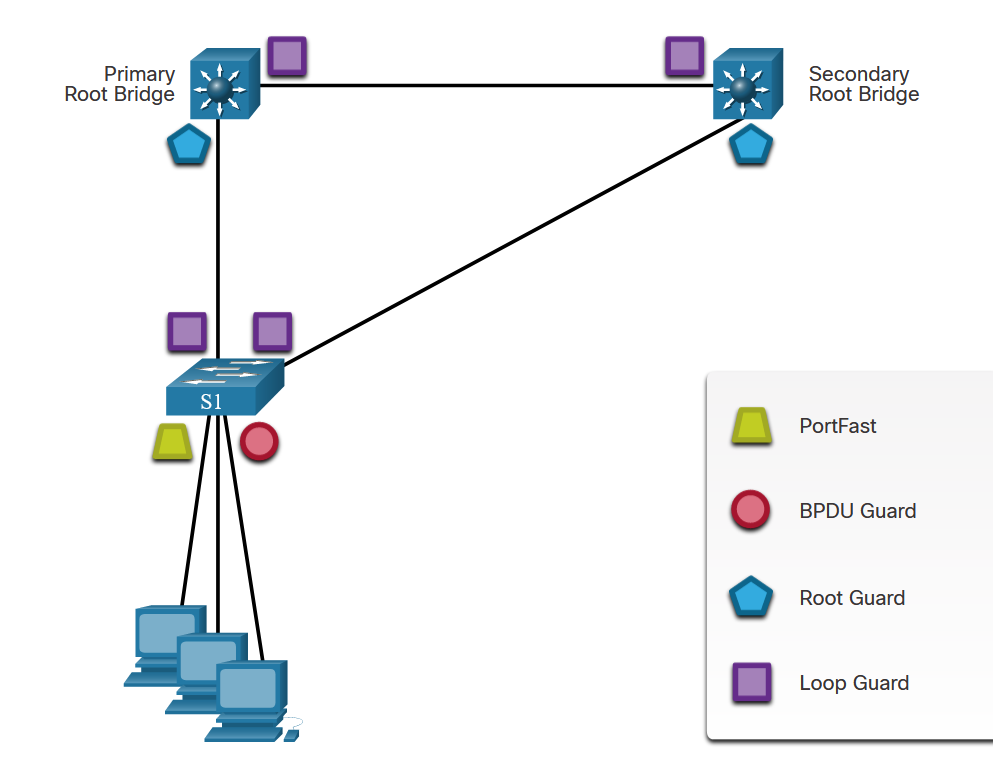 Primary
Root Bridge
Secondary
Root Bridge
S1
PortFast
BPDU Guard
Root Guard
Loop Guard